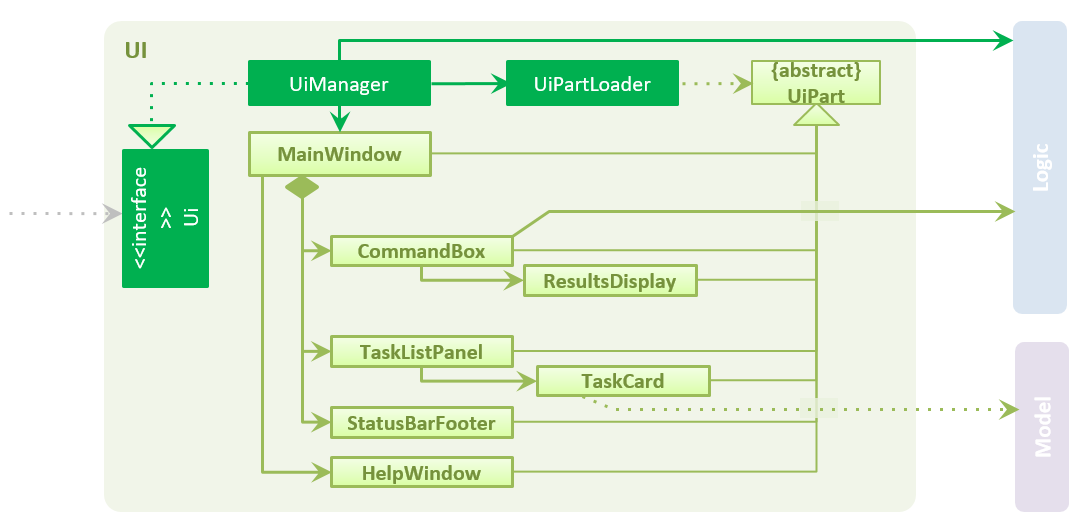 UI
UiManager
UiPartLoader
{abstract}
UiPart
MainWindow
<<interface
>>
Ui
CommandBox
ResultsDisplay
TaskListPanel
TaskCard
StatusBarFooter
HelpWindow
Logic
Model